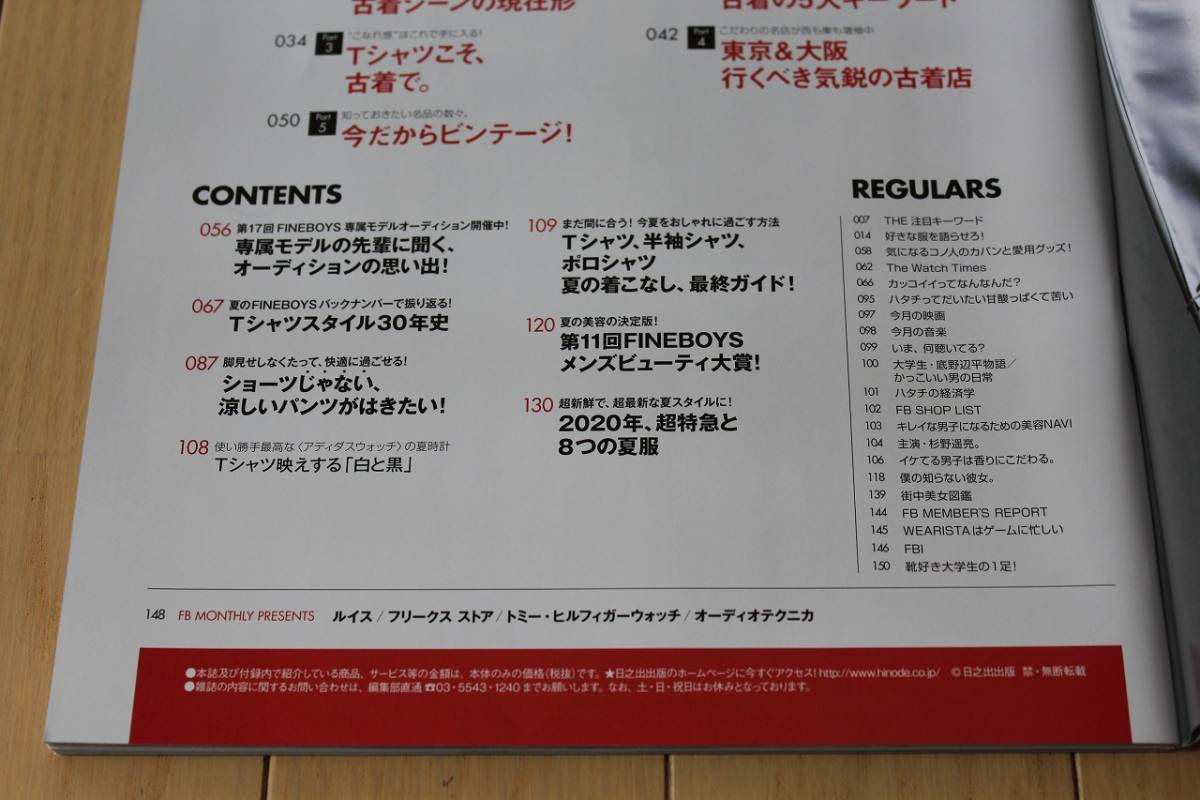 古着シーンの現在形
034 Part 3 “こなれ感”はこれで手に入る!
Tシャツこそ、
古着で。
050 Part 5 知っておきたい名品の数々。
今だからビンテージ!
古着の5大キーワード
042 Part 4 こだわりの名店が西も東も増殖中
東京&大阪
行くべき気鋭の古着店
CONTENTS
056 第17回 FINEBOYS 専属モデルオーディション開催中!
専属モデルの先輩に聞く、
オーディションの思い出!
067 夏のFINEBOYSバックナンバーで振り返る!
Tシャツスタイル30年史
087 脚見せしなくたって、快適に過ごせる!
ショーツじゃない、
涼しいパンツがはきたい!
108 使い勝手最高な〈アディダスウォッチ〉の夏時計
Tシャツ映えする「白と黒」
109 まだ間に合う! 今夏をおしゃれに過ごす方法
Tシャツ、半袖シャツ、
ポロシャツ
夏の着こなし、最終ガイド!
120 夏の美容の決定版!
第11回FINEBOYS
メンズビューティ大賞!
130 超新鮮で、超最新な夏スタイルに!
2020年、超特急と
8つの夏服
REGULARS
007 THE 注目キーワード
014 好きな服を語らせろ!
058 気になるコノ人のカバンと愛用グッズ!
062 The Watch Times
066 カッコイイってなんなんだ?
095 ハタチってだいたい甘酸っぱくて苦い
097 今月の映画
098 今月の音楽
099 いま、何聴いてる?
100 大学生・底野辺平物語/
かっこいい男の日常
101 ハタチの経済学
102 FB SHOP LIST
103 キレイな男子になるための美容NAVI
104 主演・杉野遥亮。
106 イケてる男子は香りにこだわる。
118 僕の知らない彼女。
139 街中美女図鑑
144 FB MEMBER'S REPORT
145 WEARISTAはゲームに忙しい
146 FBI
150 靴好き大学生の1足!
148 FB MONTHLY PRESENTS ルイス/フリークス ストア/トミー・ヒルフィガーウォッチ/オーディオテクニカ
●本誌及び付録内で紹介している商品、サービス等の金額は、本体のみの価格(税抜)です。★日之出出版のホームページに今すぐアクセス!http://www.hinode.co.jp/ ©日之出出版 禁・無断転載
●雑誌の内容に関するお問い合わせは、編集部直通☎03・5543・1240までお願いします。なお、土・日・祝日はお休みとなっております。